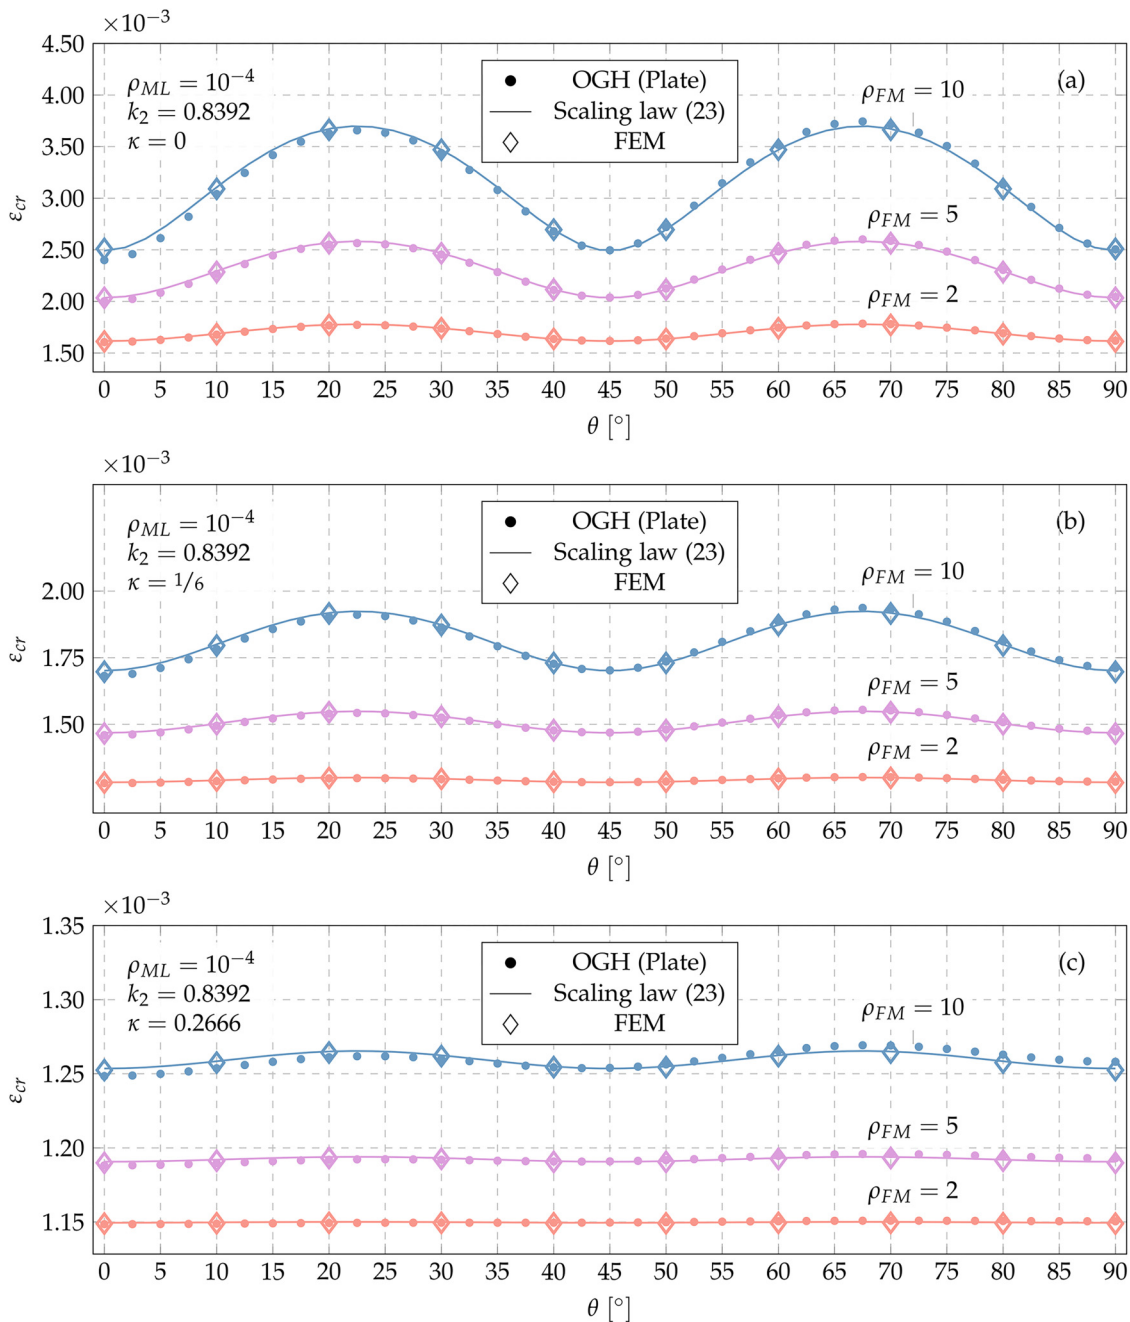 ×10⁻³
4.50
4.00
3.50
3.00
2.50
2.00
1.50
ε_cr
ρ_ML = 10⁻⁴
k₂ = 0.8392
κ = 0
OGH (Plate)
Scaling law (23)
FEM
(a)
ρ_FM = 10
ρ_FM = 5
ρ_FM = 2
0 5 10 15 20 25 30 35 40 45 50 55 60 65 70 75 80 85 90
θ [°]
×10⁻³
2.00
1.75
1.50
ε_cr
ρ_ML = 10⁻⁴
k₂ = 0.8392
κ = 1/6
OGH (Plate)
Scaling law (23)
FEM
(b)
ρ_FM = 10
ρ_FM = 5
ρ_FM = 2
0 5 10 15 20 25 30 35 40 45 50 55 60 65 70 75 80 85 90
θ [°]
×10⁻³
1.35
1.30
1.25
1.20
1.15
ε_cr
ρ_ML = 10⁻⁴
k₂ = 0.8392
κ = 0.2666
OGH (Plate)
Scaling law (23)
FEM
(c)
ρ_FM = 10
ρ_FM = 5
ρ_FM = 2
0 5 10 15 20 25 30 35 40 45 50 55 60 65 70 75 80 85 90
θ [°]